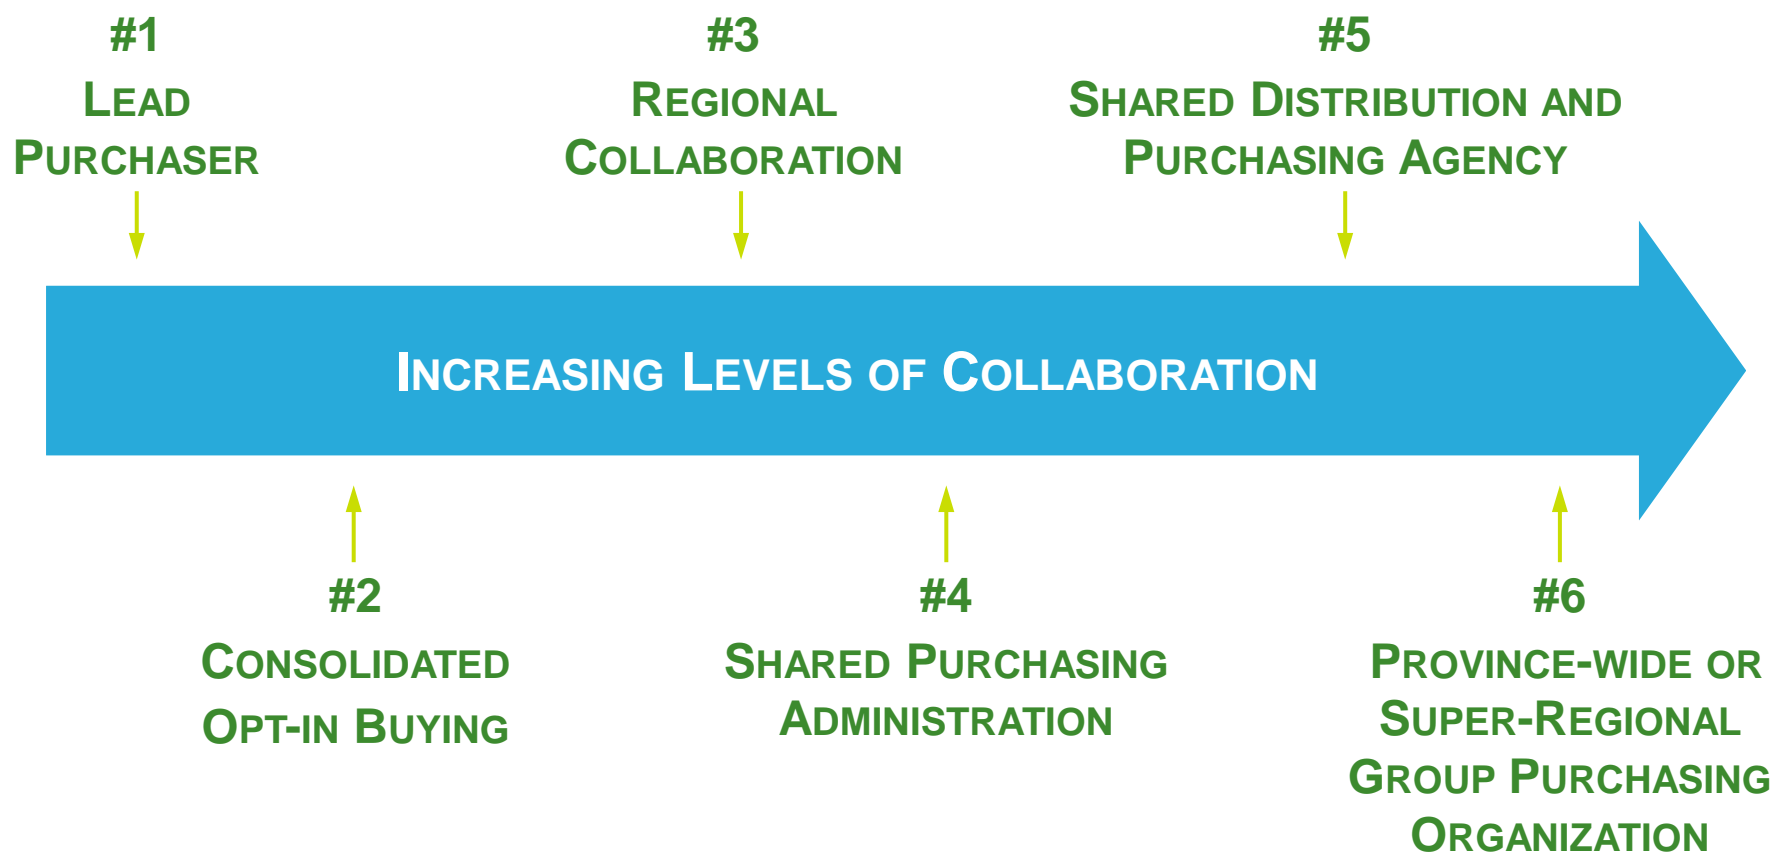 #1
LEAD
PURCHASER
#3
REGIONAL
COLLABORATION
#5
SHARED DISTRIBUTION AND
PURCHASING AGENCY
INCREASING LEVELS OF COLLABORATION
#2
CONSOLIDATED
OPT-IN BUYING
#4
SHARED PURCHASING
ADMINISTRATION
#6
PROVINCE-WIDE OR
SUPER-REGIONAL
GROUP PURCHASING
ORGANIZATION